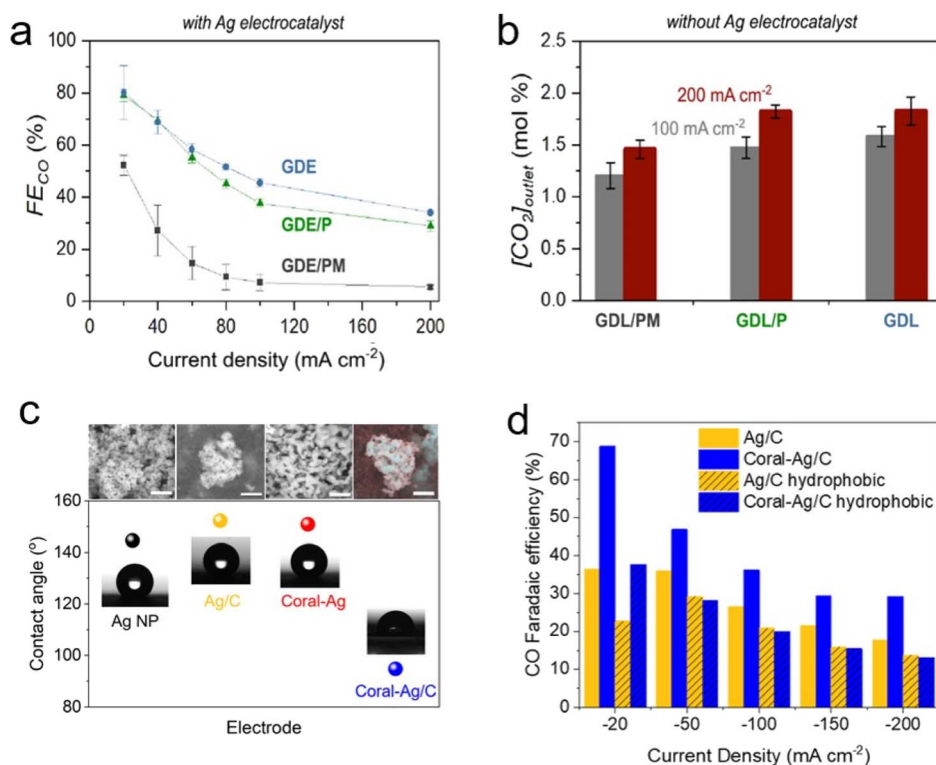 a
with Ag electrocatalyst
FE_CO (%)
100
80
60
40
20
0
GDE
GDE/P
GDE/PM
0 40 80 120 160 200
Current density (mA cm⁻²)
b
without Ag electrocatalyst
[CO₂]outlet (mol %)
2.5
2.0
1.5
1.0
0.5
0.0
200 mA cm⁻²
100 mA cm⁻²
GDL/PM GDL/P GDL
c
Contact angle (º)
160
140
120
100
80
Ag NP
Ag/C
Coral-Ag
Coral-Ag/C
Electrode
d
CO Faradaic efficiency (%)
70
60
50
40
30
20
10
0
Ag/C
Coral-Ag/C
Ag/C hydrophobic
Coral-Ag/C hydrophobic
-20 -50 -100 -150 -200
Current Density (mA cm⁻²)